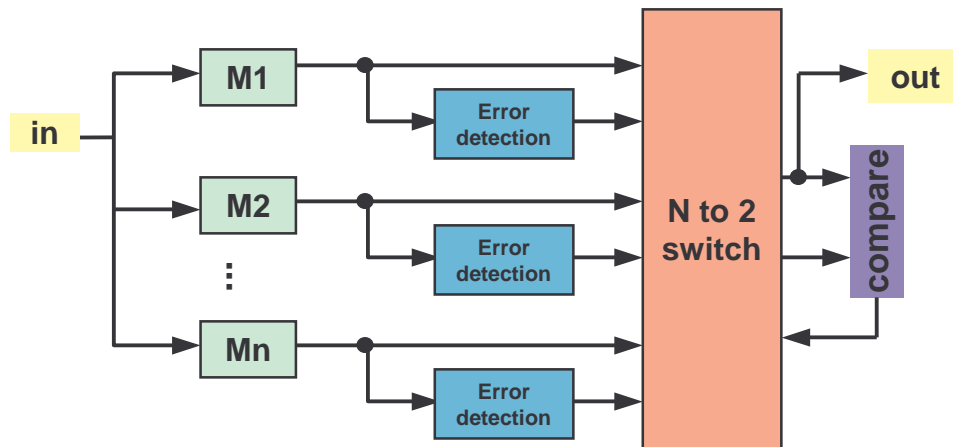 in
M1
Error
detection
M2
Error
detection
⋮
Mn
Error
detection
N to 2
switch
out
compare